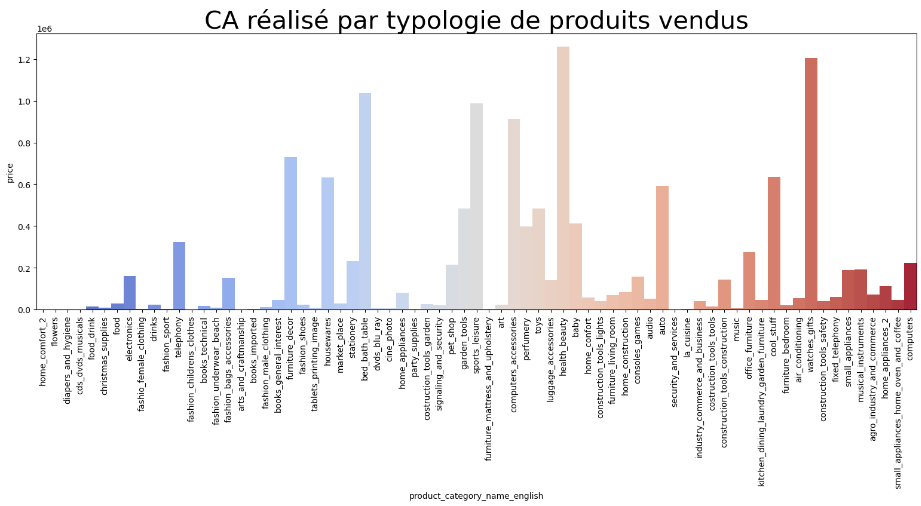 CA réalisé par typologie de produits vendus
1e6
1.2
1.0
0.8
0.6
0.4
0.2
0.0
price
home_comfort_2
flowers
diapers_and_hygiene
cds_dvds_musicals
food_drink
christmas_supplies
food
electronics
fashio_female_clothing
drinks
fashion_sport
telephony
fashion_childrens_clothes
books_technical
fashion_underwear_beach
fashion_bags_accessories
arts_and_craftmanship
books_imported
fashion_male_clothing
books_general_interest
furniture_decor
fashion_shoes
tablets_printing_image
housewares
market_place
stationery
bed_bath_table
dvds_blu_ray
cine_photo
home_appliances
party_supplies
costruction_tools_garden
signaling_and_security
pet_shop
garden_tools
sports_leisure
furniture_mattress_and_upholstery
art
computers_accessories
perfumery
toys
luggage_accessories
health_beauty
baby
home_confort
construction_tools_lights
furniture_living_room
home_construction
consoles_games
audio
auto
security_and_services
la_cuisine
industry_commerce_and_business
costruction_tools_tools
construction_tools_construction
music
office_furniture
kitchen_dining_laundry_garden_furniture
cool_stuff
furniture_bedroom
air_conditioning
watches_gifts
construction_tools_safety
fixed_telephony
small_appliances
musical_instruments
agro_industry_and_commerce
home_appliances_2
small_appliances_home_oven_and_coffee
computers
product_category_name_english